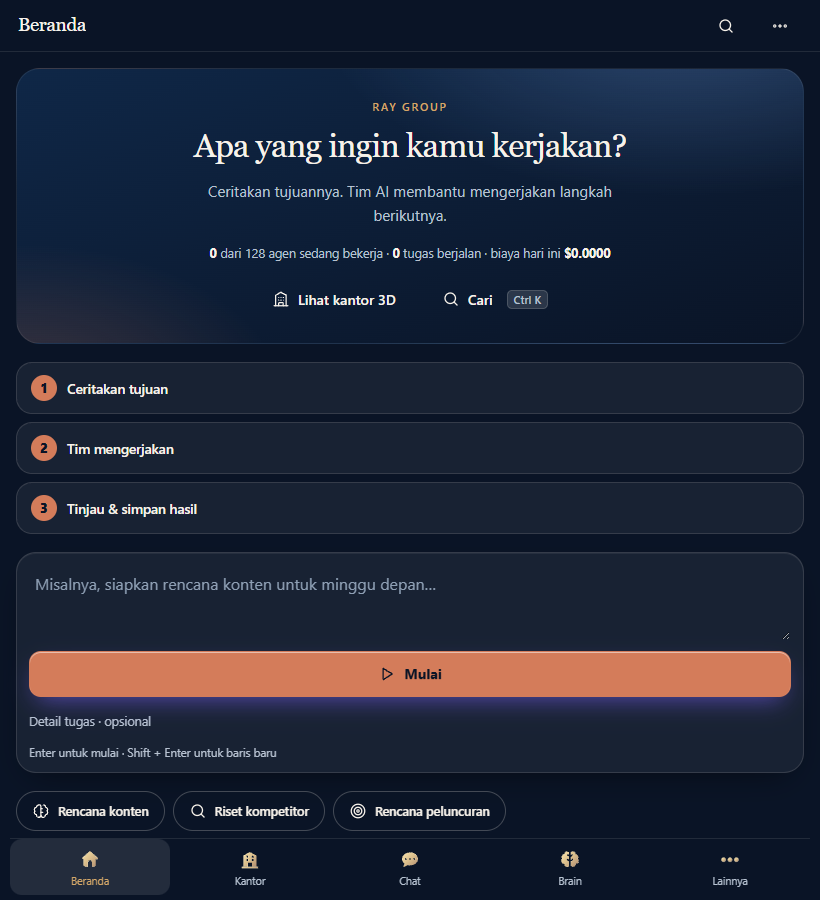 Beranda
RAY GROUP
Apa yang ingin kamu kerjakan?
Ceritakan tujuannya. Tim AI membantu mengerjakan langkah
berikutnya.
0 dari 128 agen sedang bekerja · 0 tugas berjalan · biaya hari ini $0.0000
Lihat kantor 3D Cari Ctrl K
1 Ceritakan tujuan
2 Tim mengerjakan
3 Tinjau & simpan hasil
Misalnya, siapkan rencana konten untuk minggu depan...
Mulai
Detail tugas · opsional
Enter untuk mulai · Shift + Enter untuk baris baru
Rencana konten Riset kompetitor Rencana peluncuran
Beranda Kantor Chat Brain Lainnya